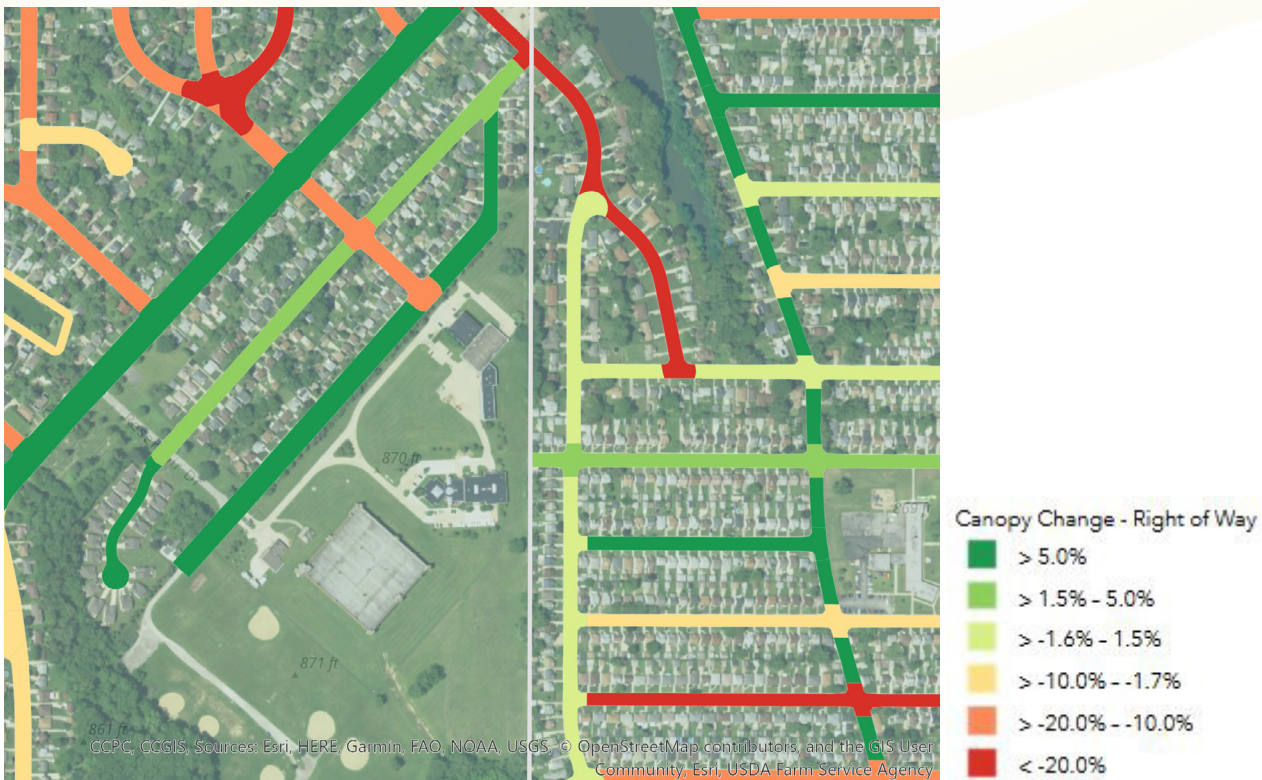 870 ft
869 ft
871 ft
861 ft
CCPC, CCGIS, Sources: Esri, HERE, Garmin, FAO, NOAA, USGS, © OpenStreetMap contributors, and the GIS User
Community, Esri, USDA Farm Service Agency
Canopy Change - Right of Way
> 5.0%
> 1.5% - 5.0%
> -1.6% - 1.5%
> -10.0% - -1.7%
> -20.0% - -10.0%
< -20.0%